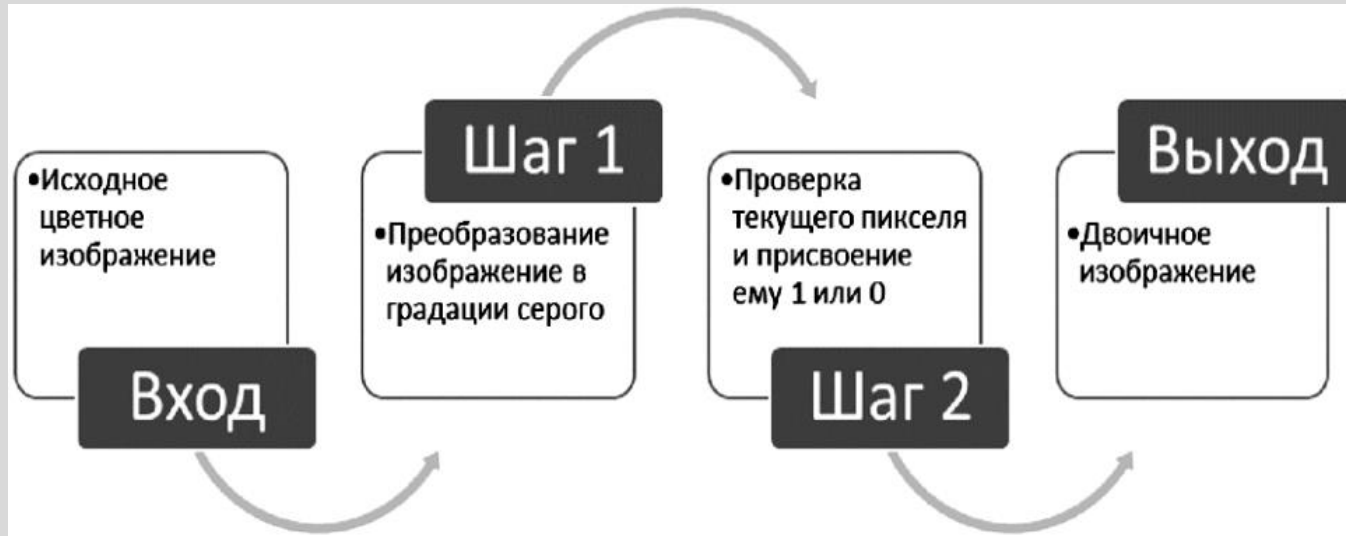 •Исходное
цветное
изображение
Вход
Шаг 1
•Преобразование
изображение в
градации серого
•Проверка
текущего пикселя
и присвоение
ему 1 или 0
Шаг 2
Выход
•Двоичное
изображение